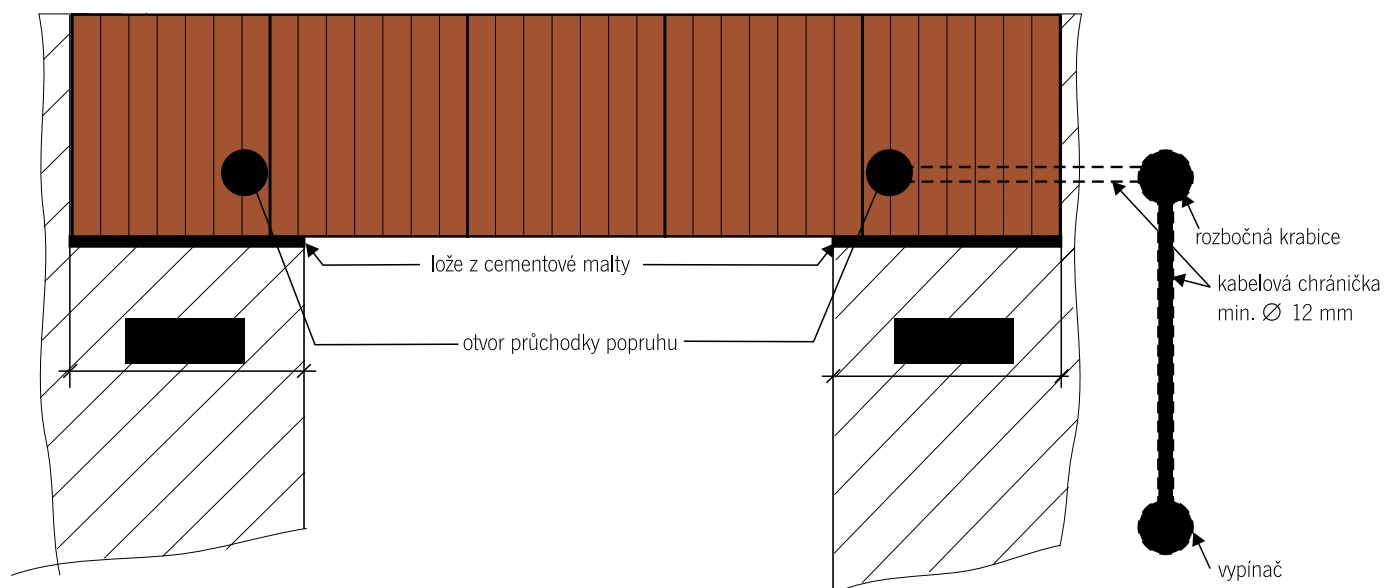 rozbočná krabice
lože z cementové malty
kabelová chránička
min. Ø 12 mm
otvor průchodky popruhu
vypínač